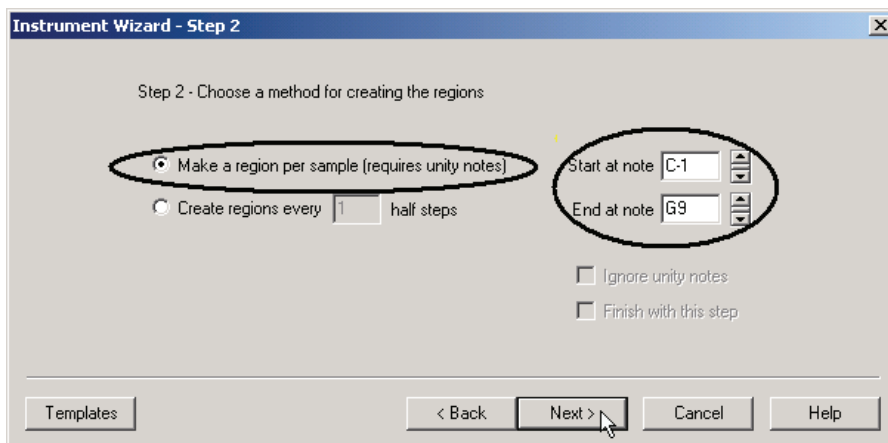 Instrument Wizard - Step 2
Step 2 - Choose a method for creating the regions
Make a region per sample (requires unity notes)
Start at note C-1
Create regions every 1 half steps
End at note G9
Ignore unity notes
Finish with this step
Templates
< Back
Next >
Cancel
Help